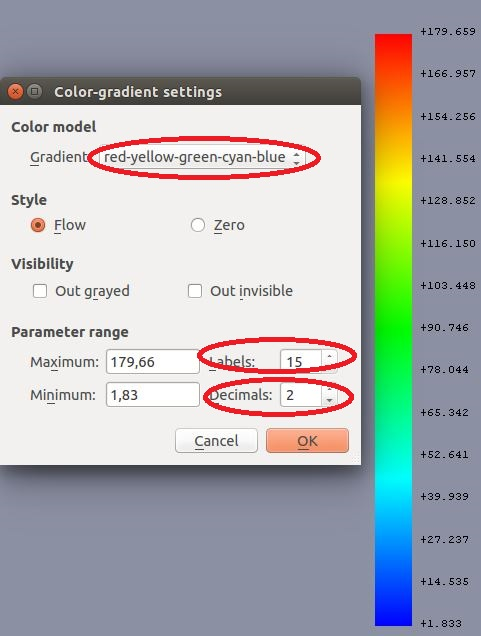 Color-gradient settings
Color model
Gradient: red-yellow-green-cyan-blue
Style
Flow Zero
Visibility
Out grayed Out invisible
Parameter range
Maximum: 179,66 Labels: 15
Minimum: 1,83 Decimals: 2
Cancel OK
+179.659
+166.957
+154.256
+141.554
+128.852
+116.150
+103.448
+90.746
+78.044
+65.342
+52.641
+39.939
+27.237
+14.535
+1.833